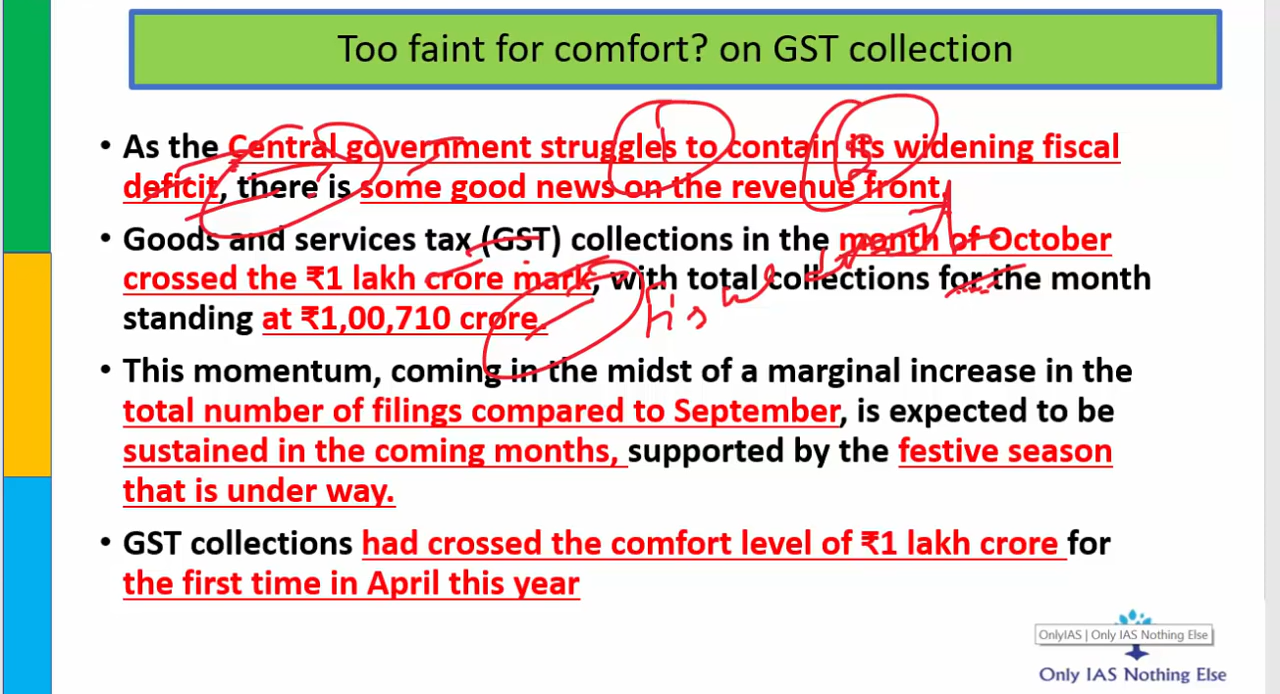 Too faint for comfort? on GST collection
• As the Central government struggles to contain its widening fiscal
deficit, there is some good news on the revenue front.
• Goods and services tax (GST) collections in the month of October
crossed the ₹1 lakh crore mark, with total collections for the month
standing at ₹1,00,710 crore.
• This momentum, coming in the midst of a marginal increase in the
total number of filings compared to September, is expected to be
sustained in the coming months, supported by the festive season
that is under way.
• GST collections had crossed the comfort level of ₹1 lakh crore for
the first time in April this year
OnlyIAS | Only IAS Nothing Else
Only IAS Nothing Else